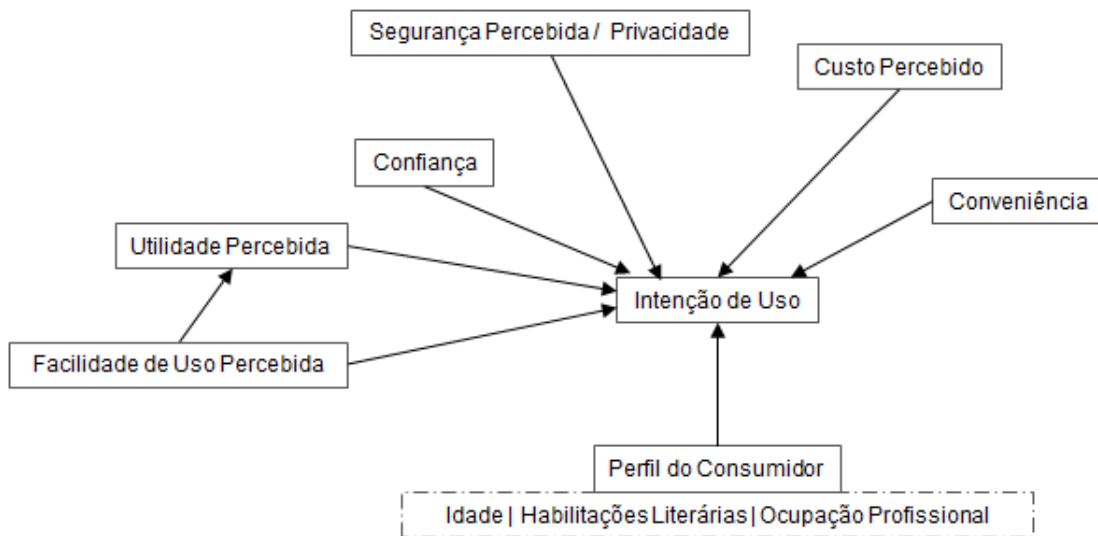 Segurança Percebida / Privacidade
Custo Percebido
Confiança
Conveniência
Utilidade Percebida
Intenção de Uso
Facilidade de Uso Percebida
Perfil do Consumidor
Idade | Habilitações Literárias | Ocupação Profissional